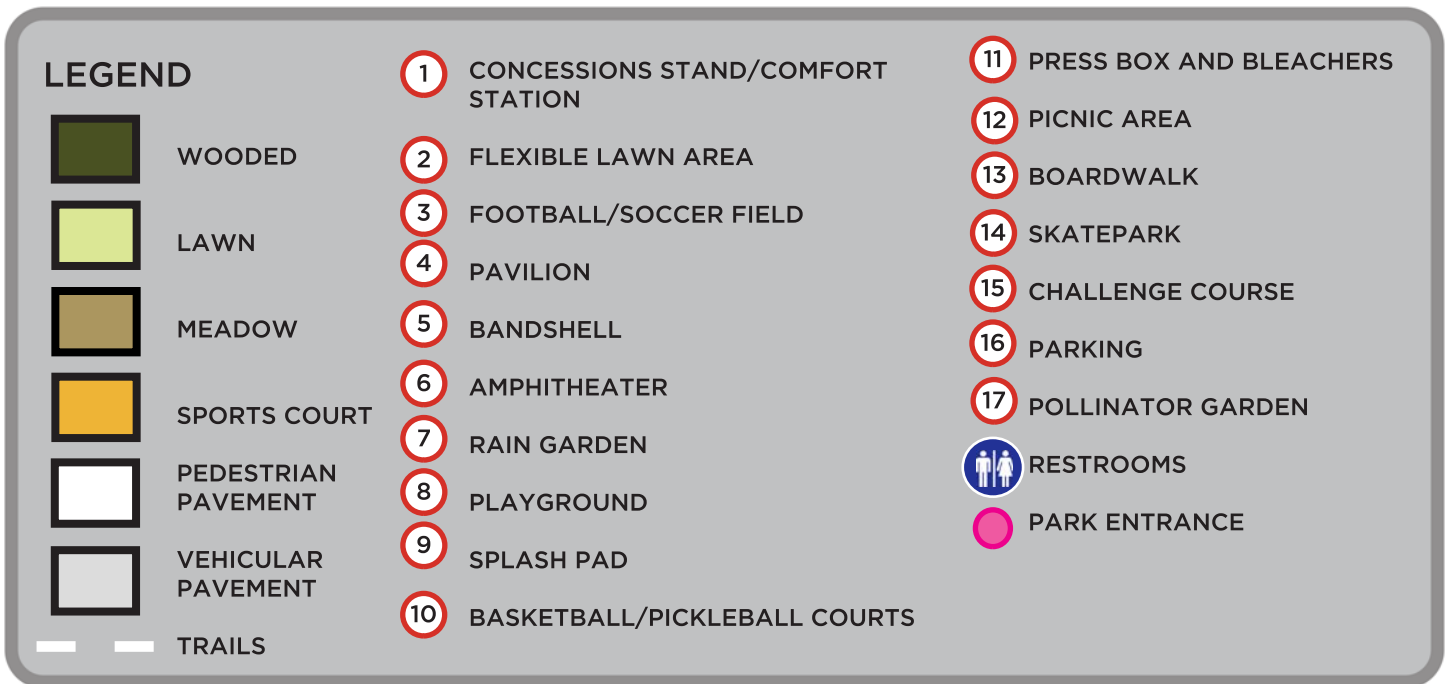 LEGEND
WOODED
LAWN
MEADOW
SPORTS COURT
PEDESTRIAN
PAVEMENT
VEHICULAR
PAVEMENT
TRAILS
1 CONCESSIONS STAND/COMFORT
STATION
2 FLEXIBLE LAWN AREA
3 FOOTBALL/SOCCER FIELD
4 PAVILION
5 BANDSHELL
6 AMPHITHEATER
7 RAIN GARDEN
8 PLAYGROUND
9 SPLASH PAD
10 BASKETBALL/PICKLEBALL COURTS
11 PRESS BOX AND BLEACHERS
12 PICNIC AREA
13 BOARDWALK
14 SKATEPARK
15 CHALLENGE COURSE
16 PARKING
17 POLLINATOR GARDEN
RESTROOMS
PARK ENTRANCE